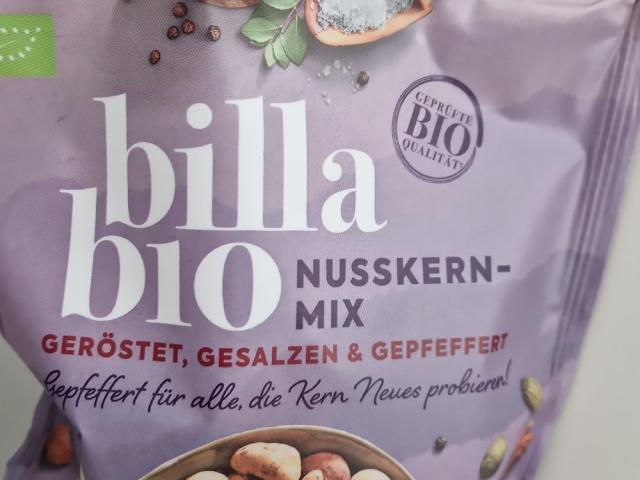 GEPRÜFTE
BIO
QUALITÄT
billa
bio
NUSSKERN-
MIX
GERÖSTET, GESALZEN & GEPFEFFERT
Gepfeffert für alle, die Kern Neues probieren!